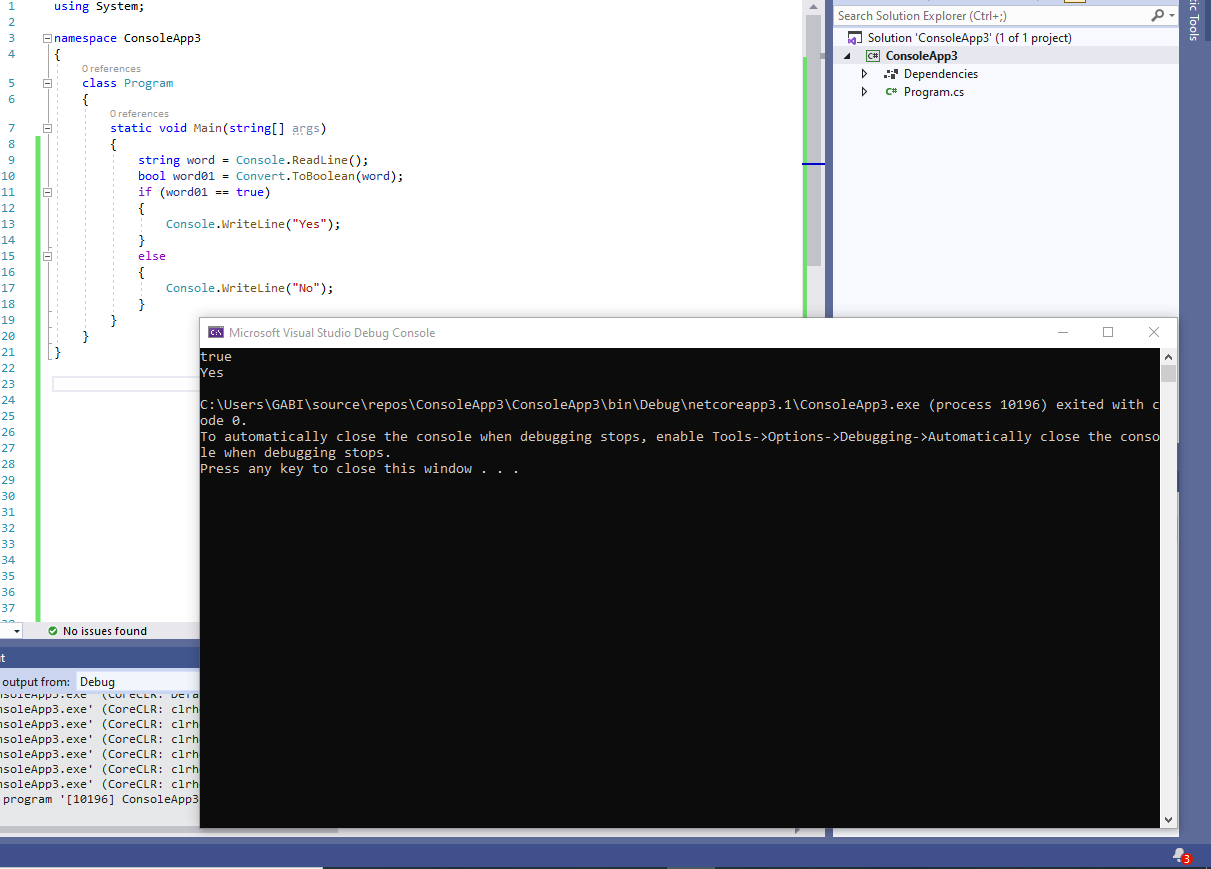 1 using System;
2
3 namespace ConsoleApp3
4 {
0 references
5 class Program
6 {
0 references
7 static void Main(string[] args)
8 {
9 string word = Console.ReadLine();
10 bool word01 = Convert.ToBoolean(word);
11 if (word01 == true)
12 {
13 Console.WriteLine("Yes");
14 }
15 else
16 {
17 Console.WriteLine("No");
18 }
19 }
20 }
21 }
22
23
24
25
26
27
28
29
30
31
32
33
34
35
36
37
No issues found
output from: Debug
nsoleApp3.exe' (CoreCLR: clrh
nsoleApp3.exe' (CoreCLR: clrh
nsoleApp3.exe' (CoreCLR: clrh
nsoleApp3.exe' (CoreCLR: clrh
nsoleApp3.exe' (CoreCLR: clrh
nsoleApp3.exe' (CoreCLR: clrh
program '[10196] ConsoleApp3
Search Solution Explorer (Ctrl+;)
Solution 'ConsoleApp3' (1 of 1 project)
C# ConsoleApp3
Dependencies
C# Program.cs
tic Tools
C:\ Microsoft Visual Studio Debug Console
true
Yes
C:\Users\GABI\source\repos\ConsoleApp3\ConsoleApp3\bin\Debug\netcoreapp3.1\ConsoleApp3.exe (process 10196) exited with c
ode 0.
To automatically close the console when debugging stops, enable Tools->Options->Debugging->Automatically close the conso
le when debugging stops.
Press any key to close this window . . .
3